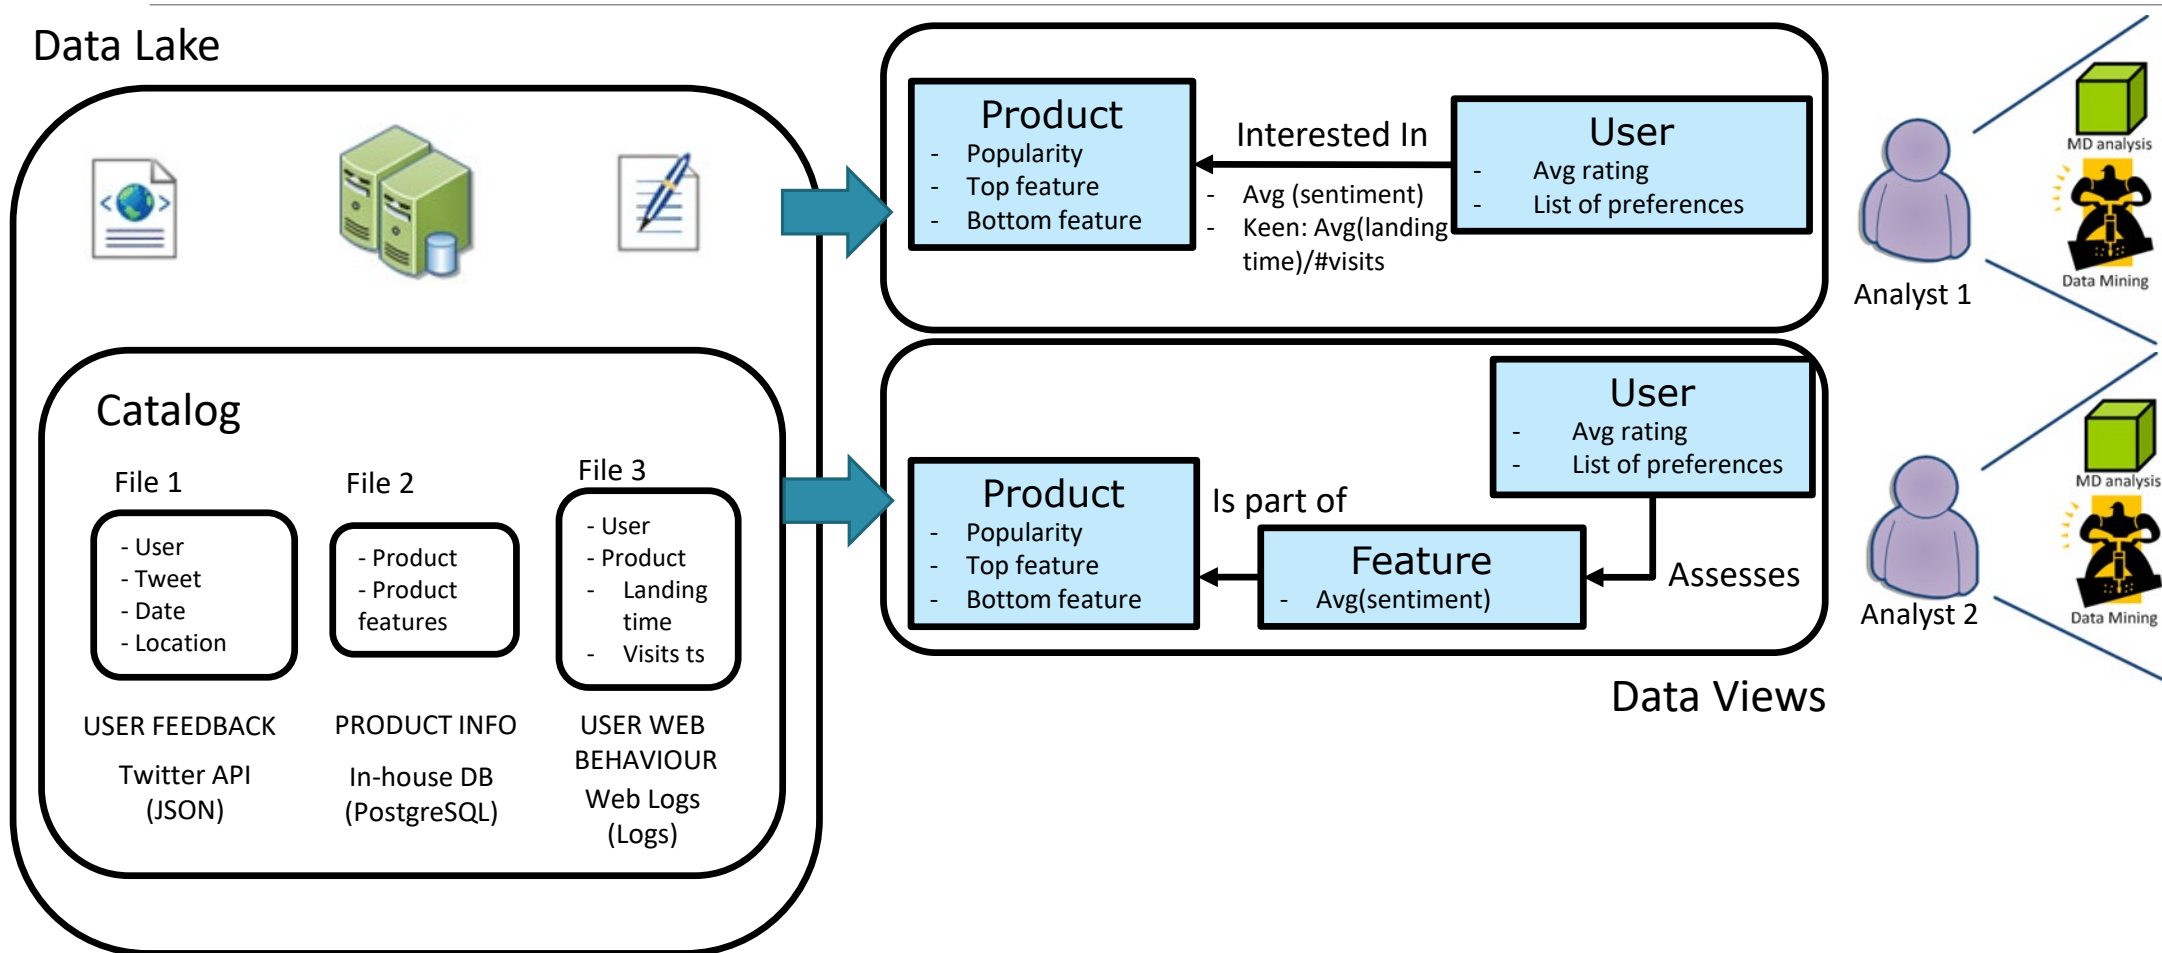 Data Lake
Catalog
File 1
- User
- Tweet
- Date
- Location
USER FEEDBACK
Twitter API
(JSON)
File 2
- Product
- Product
features
PRODUCT INFO
In-house DB
(PostgreSQL)
File 3
- User
- Product
- Landing
time
- Visits ts
USER WEB
BEHAVIOUR
Web Logs
(Logs)
Product
- Popularity
- Top feature
- Bottom feature
Interested In
- Avg (sentiment)
- Keen: Avg(landing
time)/#visits
User
- Avg rating
- List of preferences
Analyst 1
MD analysis
Data Mining
Product
- Popularity
- Top feature
- Bottom feature
Is part of
Feature
- Avg(sentiment)
User
- Avg rating
- List of preferences
Assesses
Analyst 2
MD analysis
Data Mining
Data Views